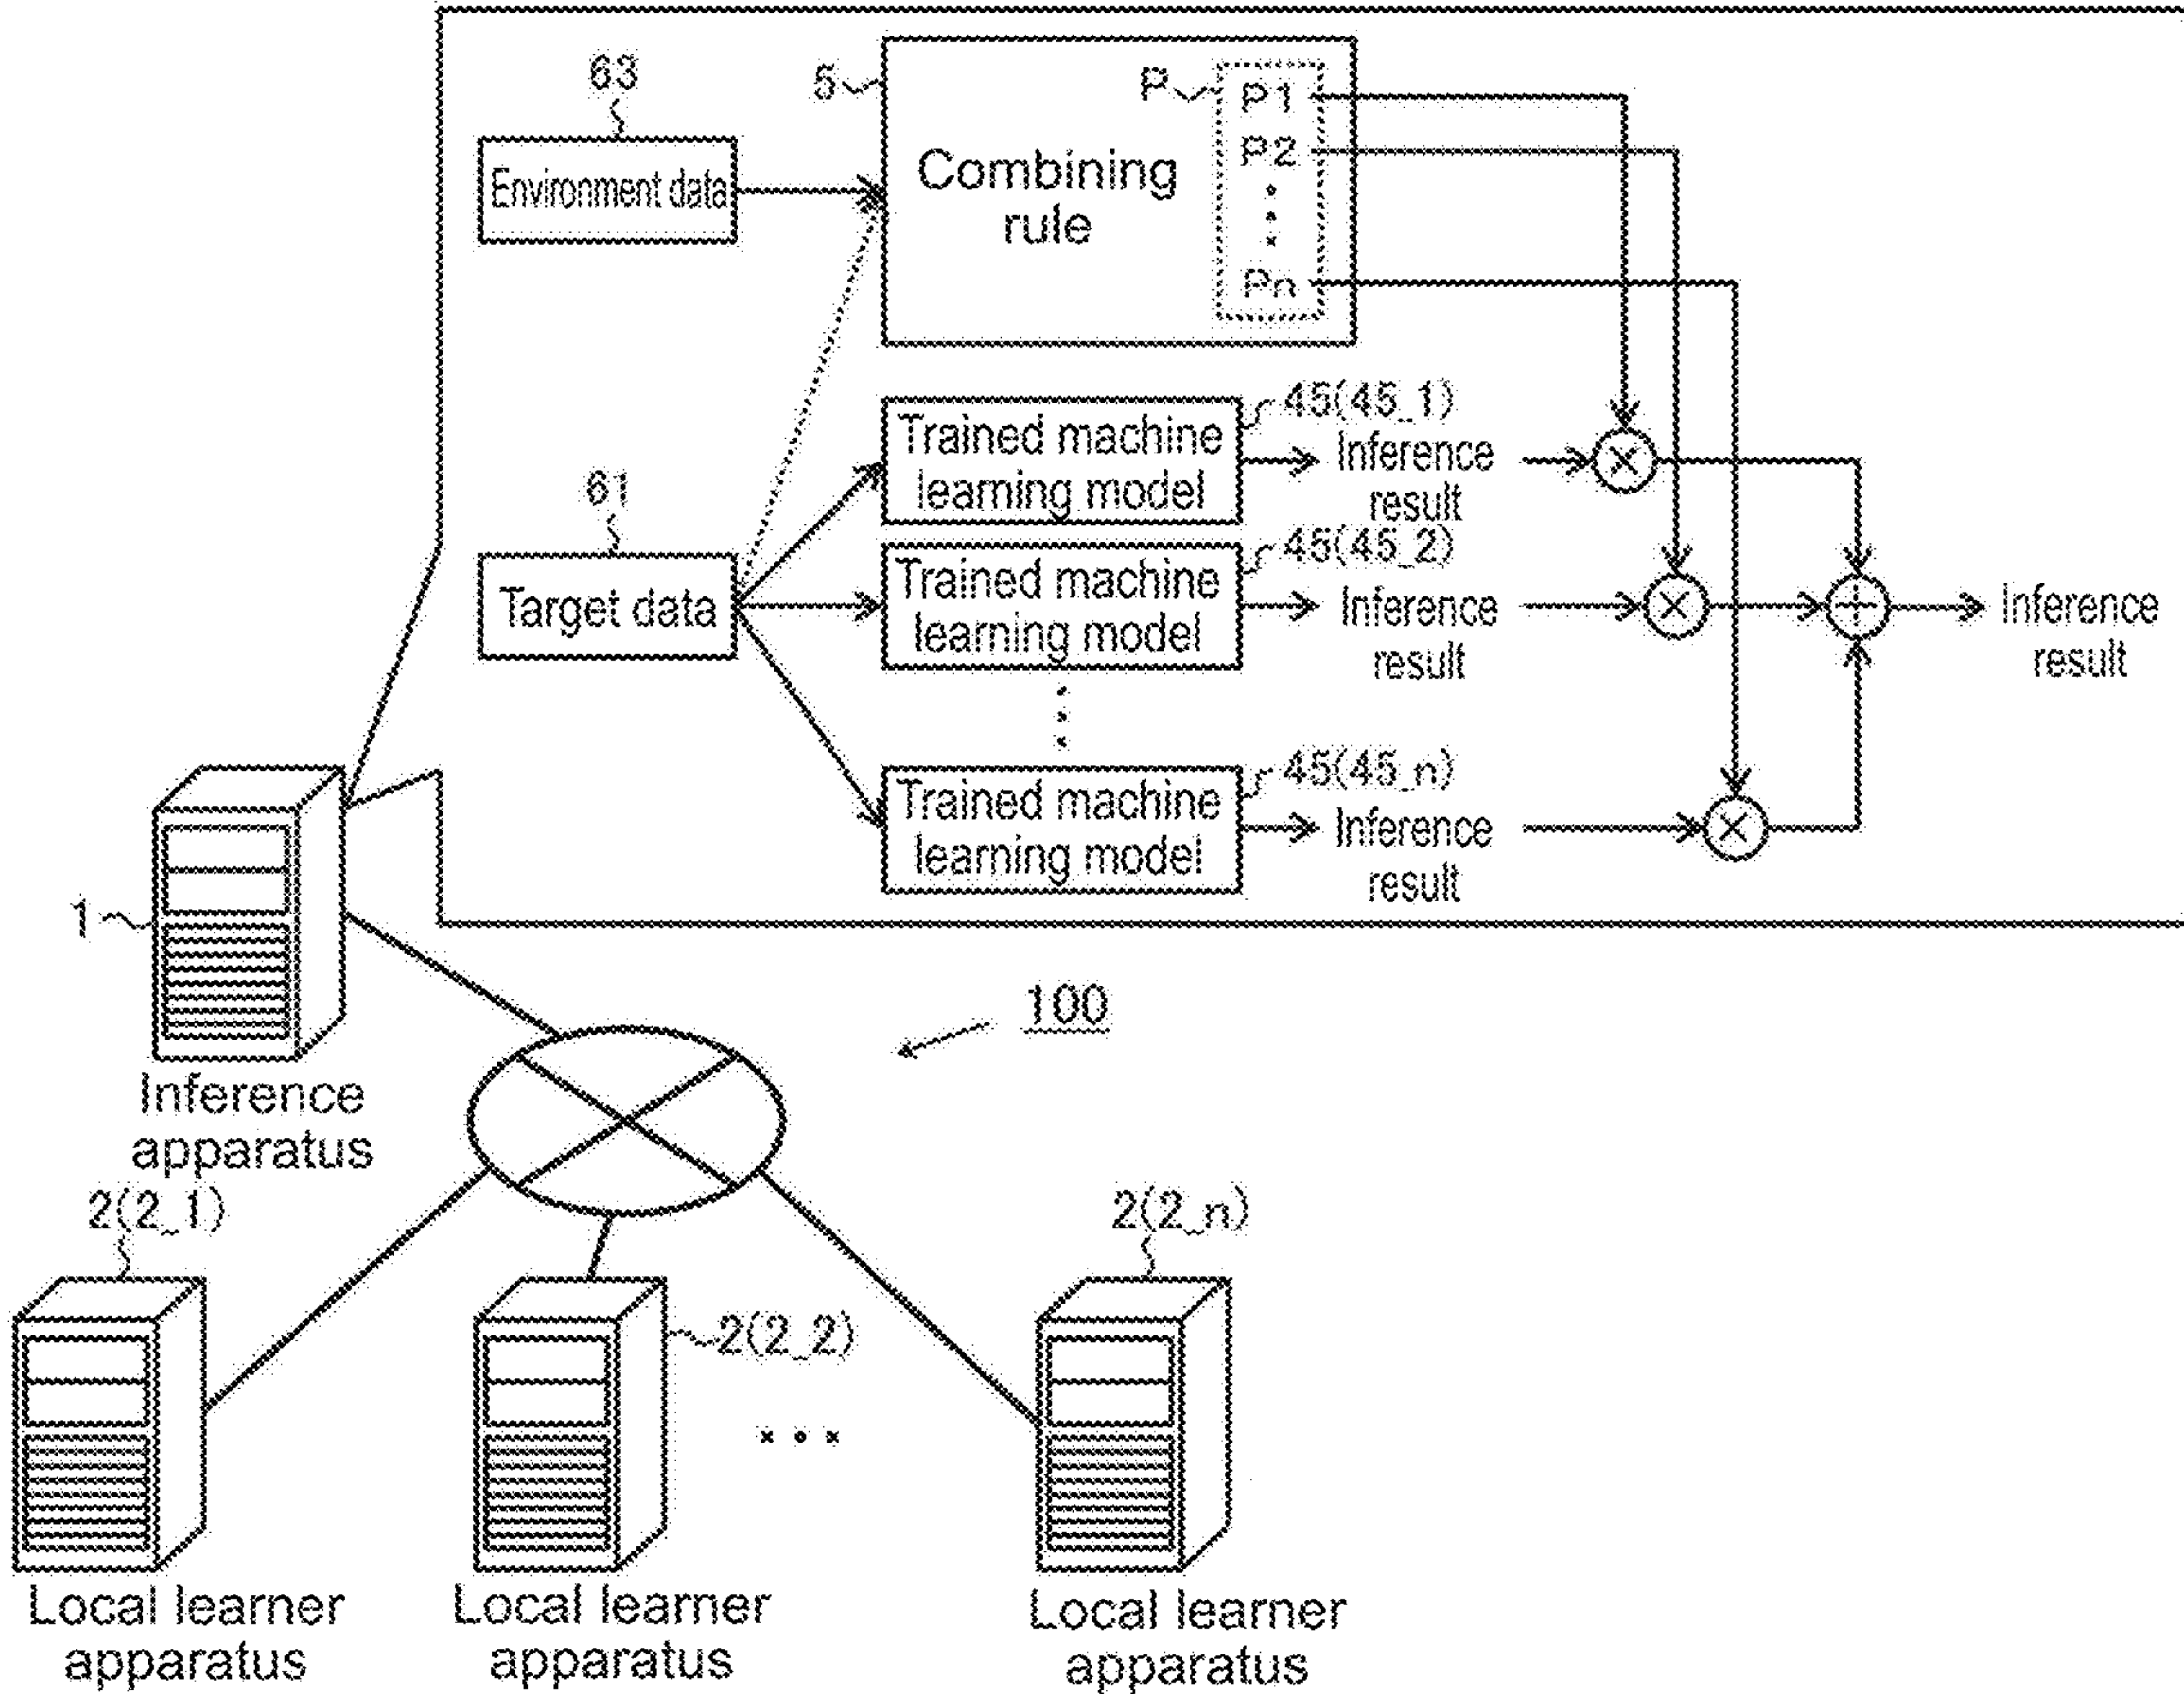 63
5
P
P1
P2
Pn
Environment data
Combining
rule
45(45_1)
Trained machine
learning model
Inference
result
61
Target data
45(45_2)
Trained machine
learning model
Inference
result
Inference
result
45(45_n)
Trained machine
learning model
Inference
result
1
Inference
apparatus
100
2(2_1)
2(2_2)
2(2_n)
Local learner
apparatus
Local learner
apparatus
Local learner
apparatus